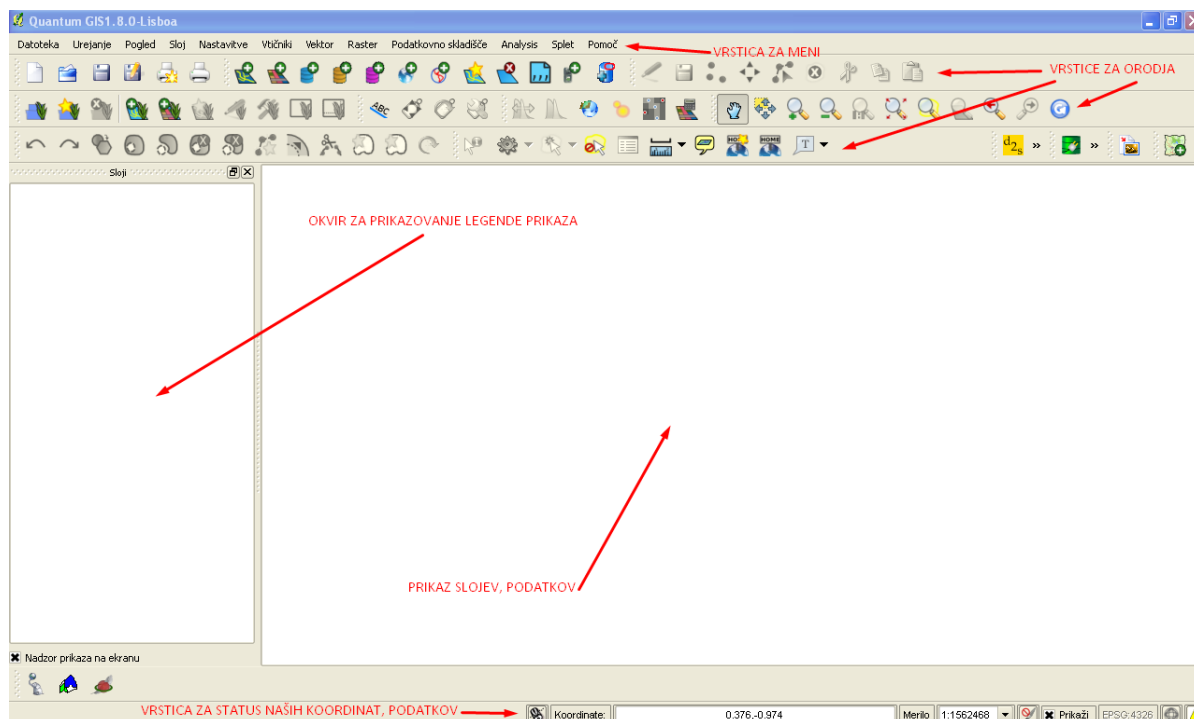 Quantum GIS1.8.0-Lisboa
Datoteka Urejanje Pogled Sloj Nastavitve Vtičniki Vektor Raster Podatkovno skladišče Analysis Splet Pomoč
VRSTICA ZA MENI
VRSTICE ZA ORODJA
ABC
T
d2s
»
»
Sloji
OKVIR ZA PRIKAZOVANJE LEGENDE PRIKAZA
PRIKAZ SLOJEV, PODATKOV
Nadzor prikaza na ekranu
VRSTICA ZA STATUS NAŠIH KOORDINAT, PODATKOV
Koordinate: 0.376,-0.974 Merilo 1:1562468 Prikaži EPSG:4326